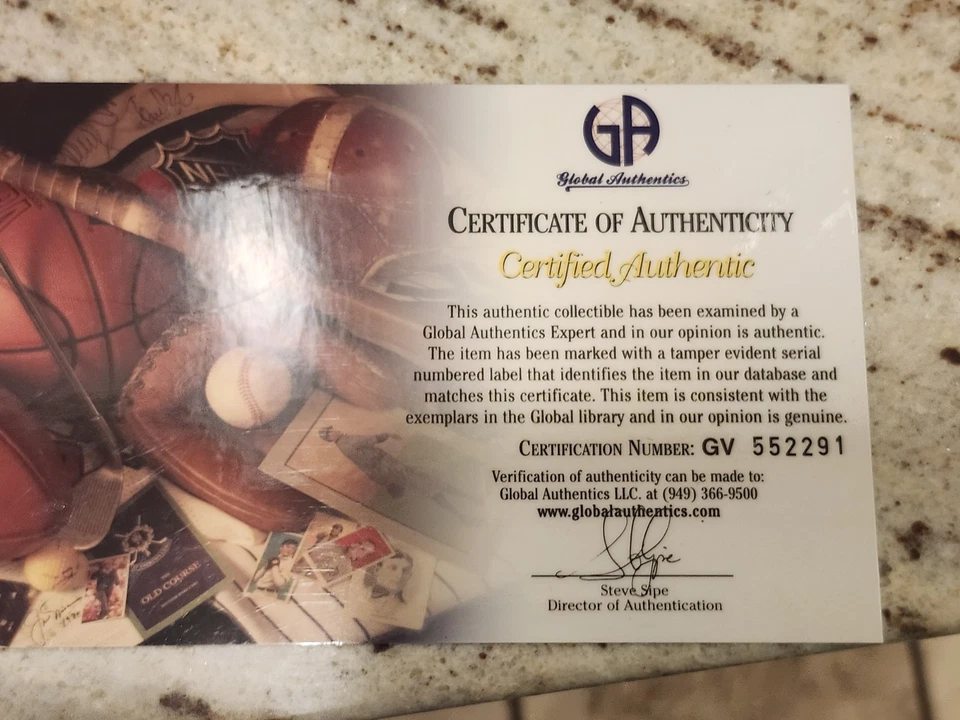 NFL
OLD COURSE
GA
Global Authentics
CERTIFICATE OF AUTHENTICITY
Certified Authentic
This authentic collectible has been examined by a
Global Authentics Expert and in our opinion is authentic.
The item has been marked with a tamper evident serial
numbered label that identifies the item in our database and
matches this certificate. This item is consistent with the
exemplars in the Global library and in our opinion is genuine.
CERTIFICATION NUMBER: GV 552291
Verification of authenticity can be made to:
Global Authentics LLC. at (949) 366-9500
www.globalauthentics.com
Steve Sipe
Director of Authentication